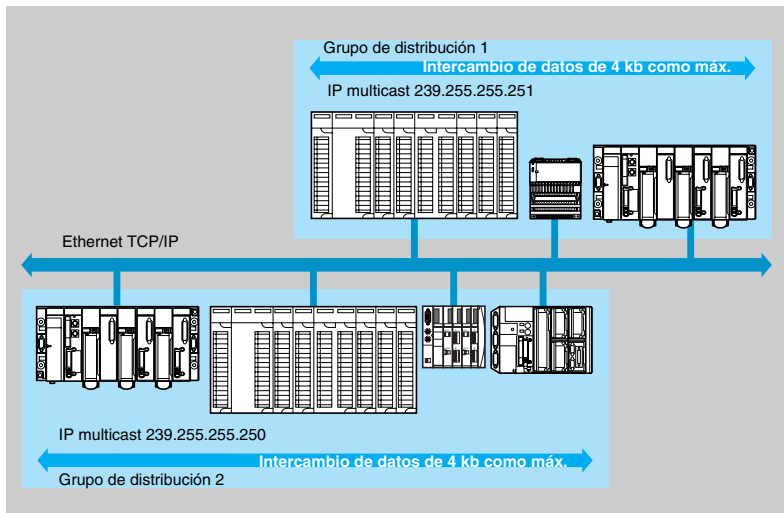 Grupo de distribución 1
Intercambio de datos de 4 kb como máx.
IP multicast 239.255.255.251
Ethernet TCP/IP
IP multicast 239.255.255.250
Intercambio de datos de 4 kb como máx.
Grupo de distribución 2